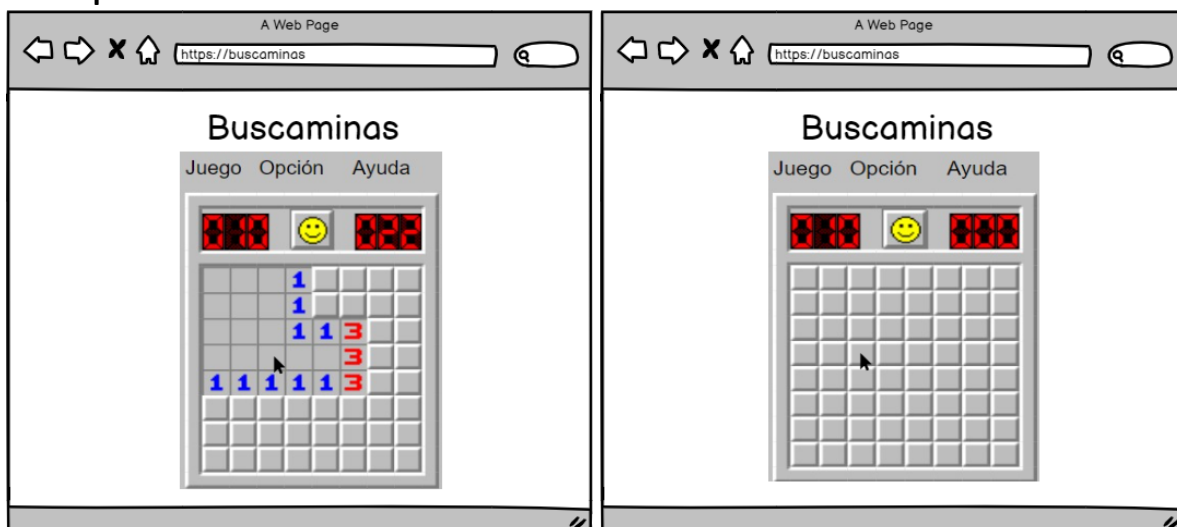 A Web Page
https://buscaminas
Buscaminas
Juego Opción Ayuda
010 022
1
1
1 1 3
3
1 1 1 1 1 3
A Web Page
https://buscaminas
Buscaminas
Juego Opción Ayuda
010 000